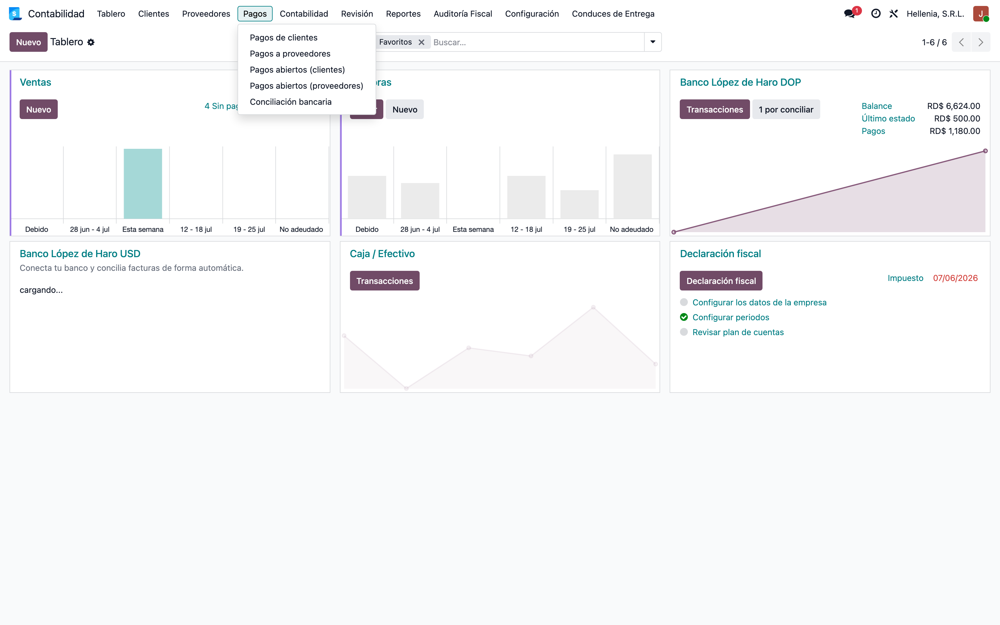 Contabilidad Tablero Clientes Proveedores Pagos Contabilidad Revisión Reportes Auditoría Fiscal Configuración Conduces de Entrega 1 Hellenia, S.R.L. J
Nuevo Tablero Favoritos Buscar... 1-6 / 6
Pagos de clientes
Pagos a proveedores
Pagos abiertos (clientes)
Pagos abiertos (proveedores)
Conciliación bancaria
Ventas
Nuevo
4 Sin pag
Debido 28 jun - 4 jul Esta semana 12 - 18 jul 19 - 25 jul No adeudado
ras
Nuevo
Debido 28 jun - 4 jul Esta semana 12 - 18 jul 19 - 25 jul No adeudado
Banco López de Haro DOP
Transacciones 1 por conciliar
Balance RD$ 6,624.00
Último estado RD$ 500.00
Pagos RD$ 1,180.00
Banco López de Haro USD
Conecta tu banco y concilia facturas de forma automática.
cargando...
Caja / Efectivo
Transacciones
Declaración fiscal
Declaración fiscal
Impuesto 07/06/2026
Configurar los datos de la empresa
Configurar periodos
Revisar plan de cuentas